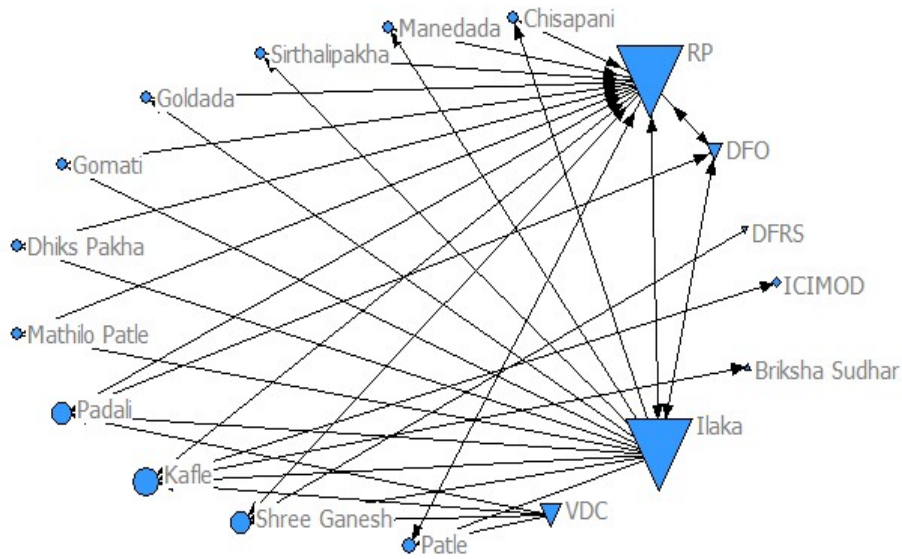 Chisapani
Manedada
RP
Sirthalipakha
Goldada
DFO
Gomati
DFRS
Dhiks Pakha
ICIMOD
Mathilo Patle
Briksha Sudhar
Padali
Ilaka
Kafle
Shree Ganesh
VDC
Patle